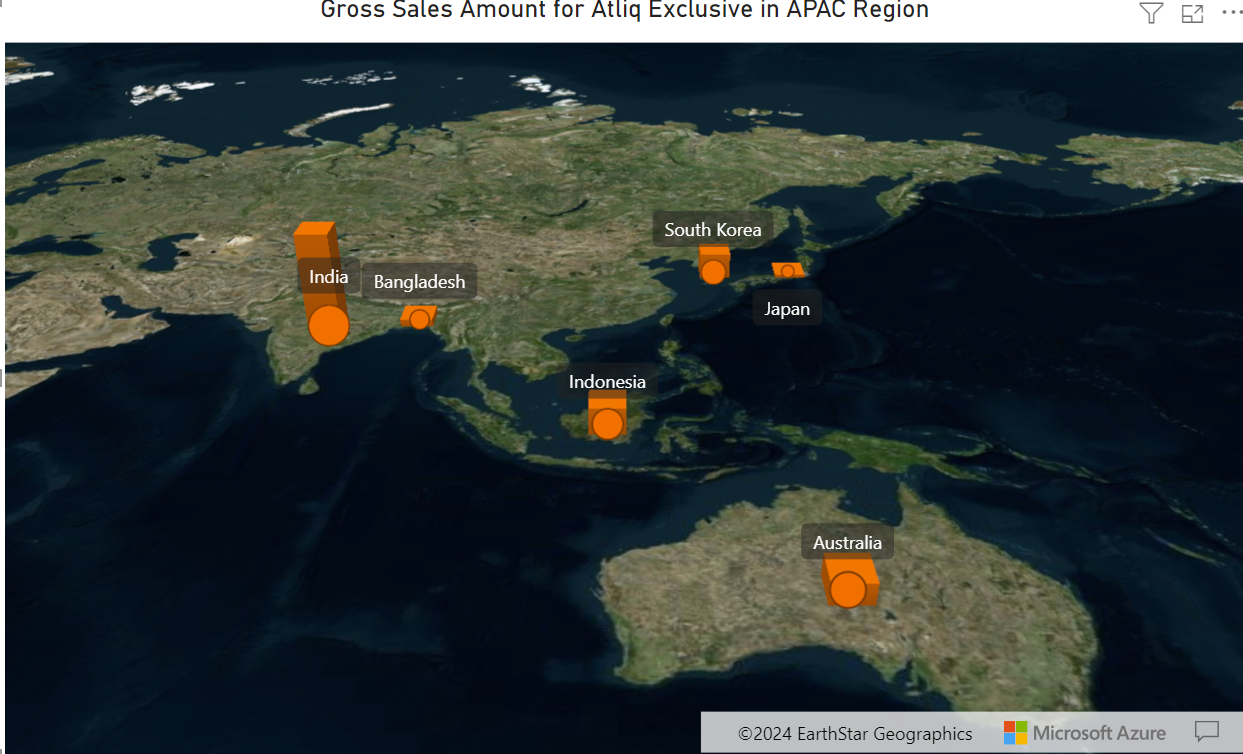 Gross Sales Amount for Atliq Exclusive in APAC Region
South Korea
India
Bangladesh
Japan
Indonesia
Australia
©2024 EarthStar Geographics
Microsoft Azure